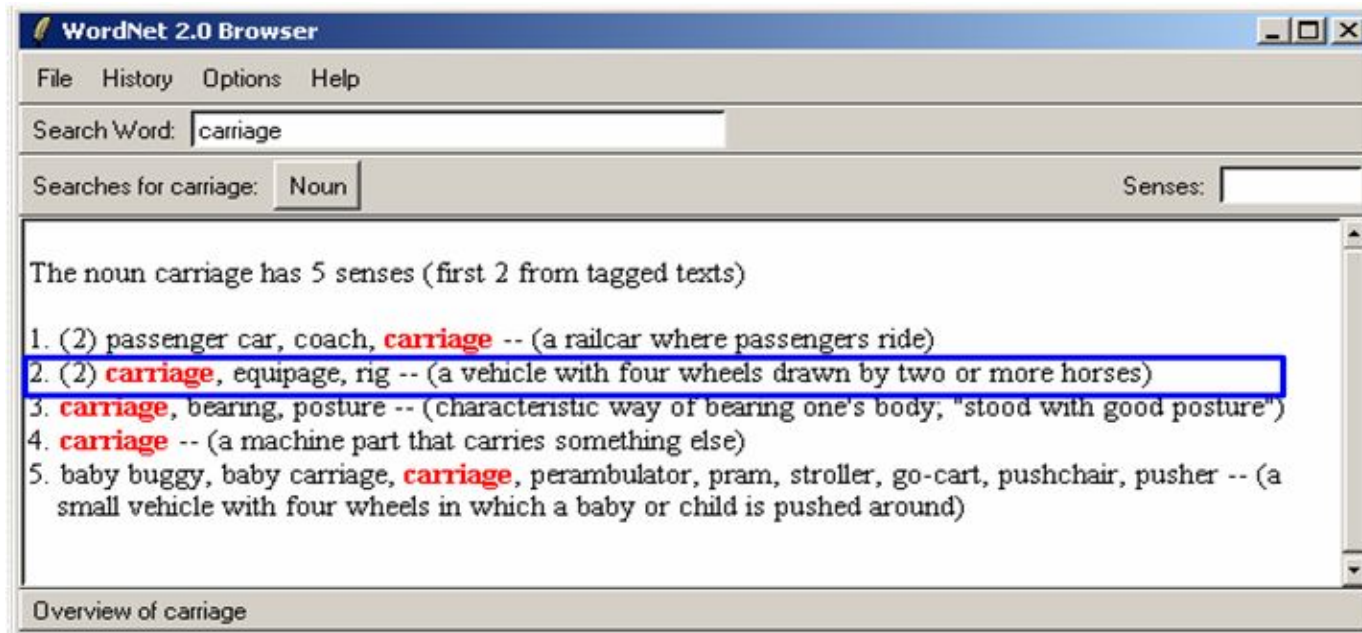 WordNet 2.0 Browser
File History Options Help
Search Word: carriage
Searches for carriage: Noun Senses:
The noun carriage has 5 senses (first 2 from tagged texts)
1. (2) passenger car, coach, carriage -- (a railcar where passengers ride)
2. (2) carriage, equipage, rig -- (a vehicle with four wheels drawn by two or more horses)
3. carriage, bearing, posture -- (characteristic way of bearing one's body; "stood with good posture")
4. carriage -- (a machine part that carries something else)
5. baby buggy, baby carriage, carriage, perambulator, pram, stroller, go-cart, pushchair, pusher -- (a
small vehicle with four wheels in which a baby or child is pushed around)
Overview of carriage